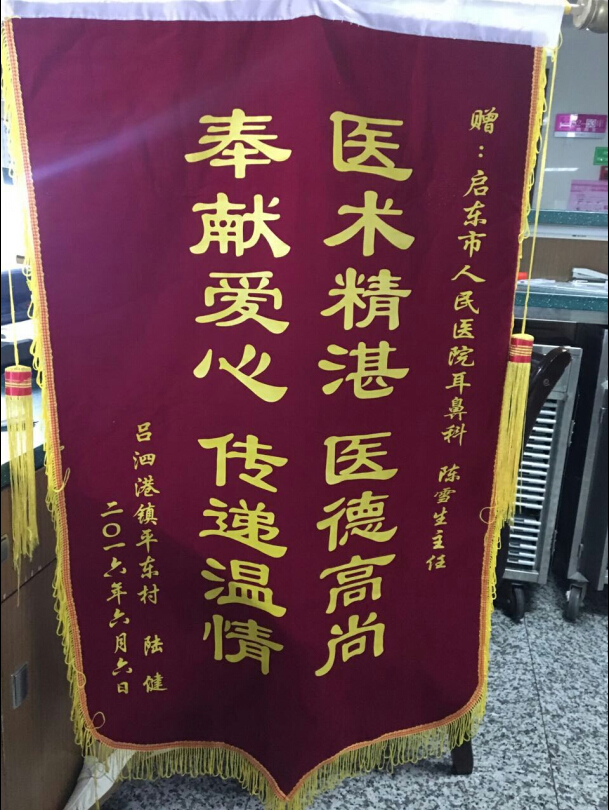 赠：启东市人民医院耳鼻科 陈雪生主任
医术精湛 医德高尚
奉献爱心 传递温情
吕泗港镇平东村 陆健
二〇一六年六月六日